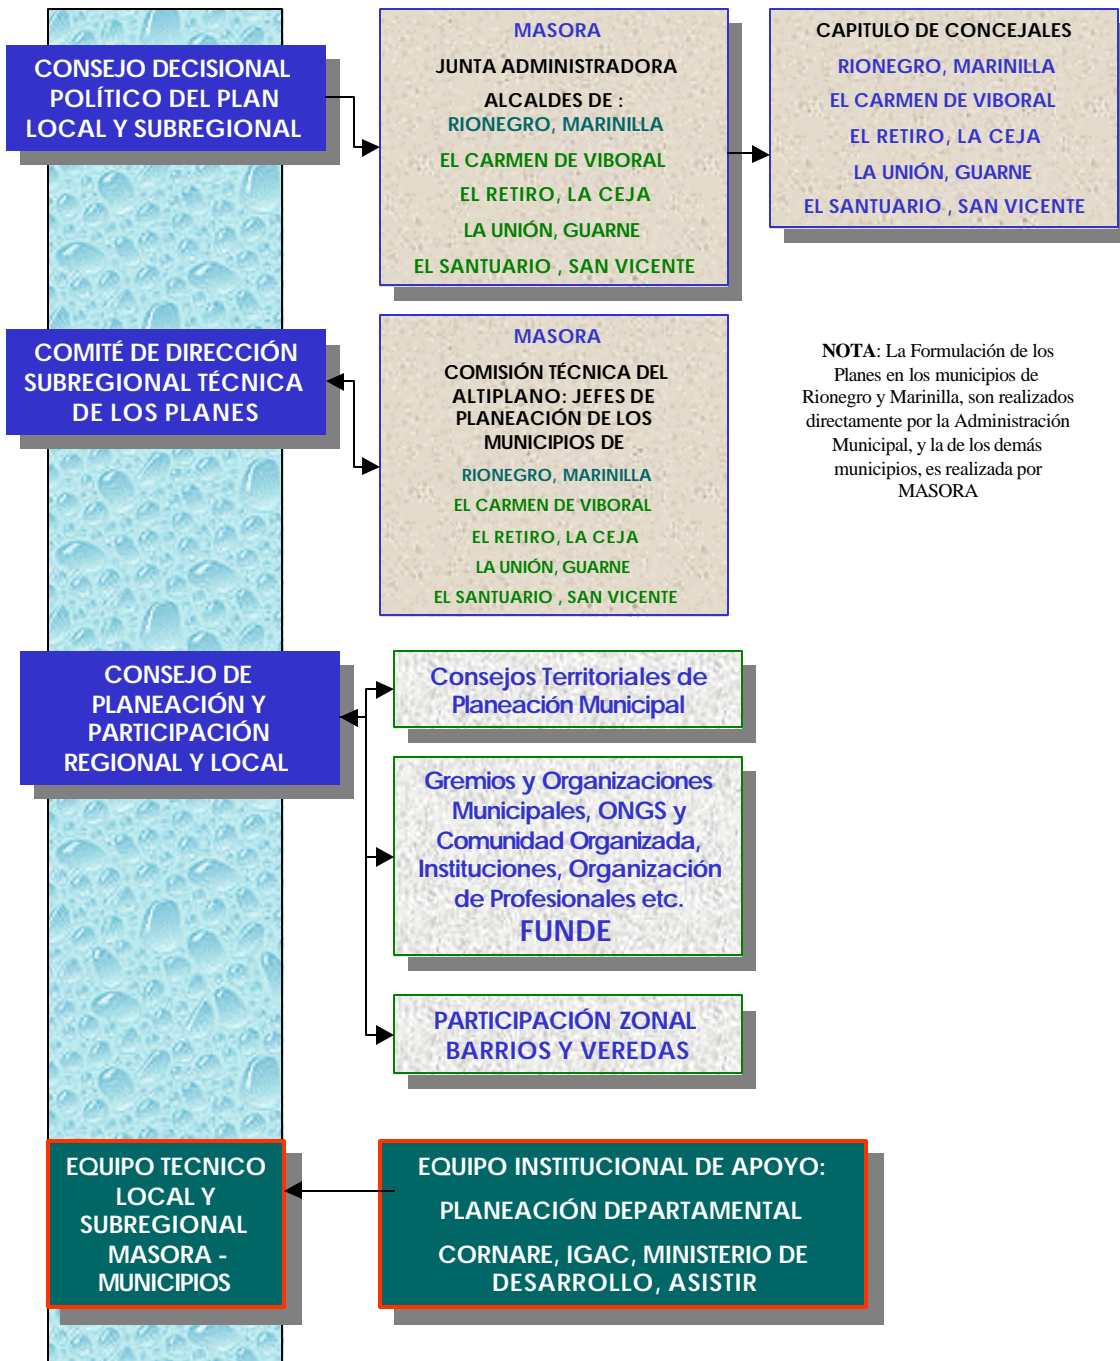 CONSEJO DECISIONAL
POLÍTICO DEL PLAN
LOCAL Y SUBREGIONAL
MASORA
JUNTA ADMINISTRADORA
ALCALDES DE :
RIONEGRO, MARINILLA
EL CARMEN DE VIBORAL
EL RETIRO, LA CEJA
LA UNIÓN, GUARNE
EL SANTUARIO , SAN VICENTE
CAPITULO DE CONCEJALES
RIONEGRO, MARINILLA
EL CARMEN DE VIBORAL
EL RETIRO, LA CEJA
LA UNIÓN, GUARNE
EL SANTUARIO , SAN VICENTE
COMITÉ DE DIRECCIÓN
SUBREGIONAL TÉCNICA
DE LOS PLANES
MASORA
COMISIÓN TÉCNICA DEL
ALTIPLANO: JEFES DE
PLANEACIÓN DE LOS
MUNICIPIOS DE
RIONEGRO, MARINILLA
EL CARMEN DE VIBORAL
EL RETIRO, LA CEJA
LA UNIÓN, GUARNE
EL SANTUARIO , SAN VICENTE
NOTA: La Formulación de los
Planes en los municipios de
Rionegro y Marinilla, son realizados
directamente por la Administración
Municipal, y la de los demás
municipios, es realizada por
MASORA
CONSEJO DE
PLANEACIÓN Y
PARTICIPACIÓN
REGIONAL Y LOCAL
Consejos Territoriales de
Planeación Municipal
Gremios y Organizaciones
Municipales, ONGS y
Comunidad Organizada,
Instituciones, Organización
de Profesionales etc.
FUNDE
PARTICIPACIÓN ZONAL
BARRIOS Y VEREDAS
EQUIPO TECNICO
LOCAL Y
SUBREGIONAL
MASORA -
MUNICIPIOS
EQUIPO INSTITUCIONAL DE APOYO:
PLANEACIÓN DEPARTAMENTAL
CORNARE, IGAC, MINISTERIO DE
DESARROLLO, ASISTIR